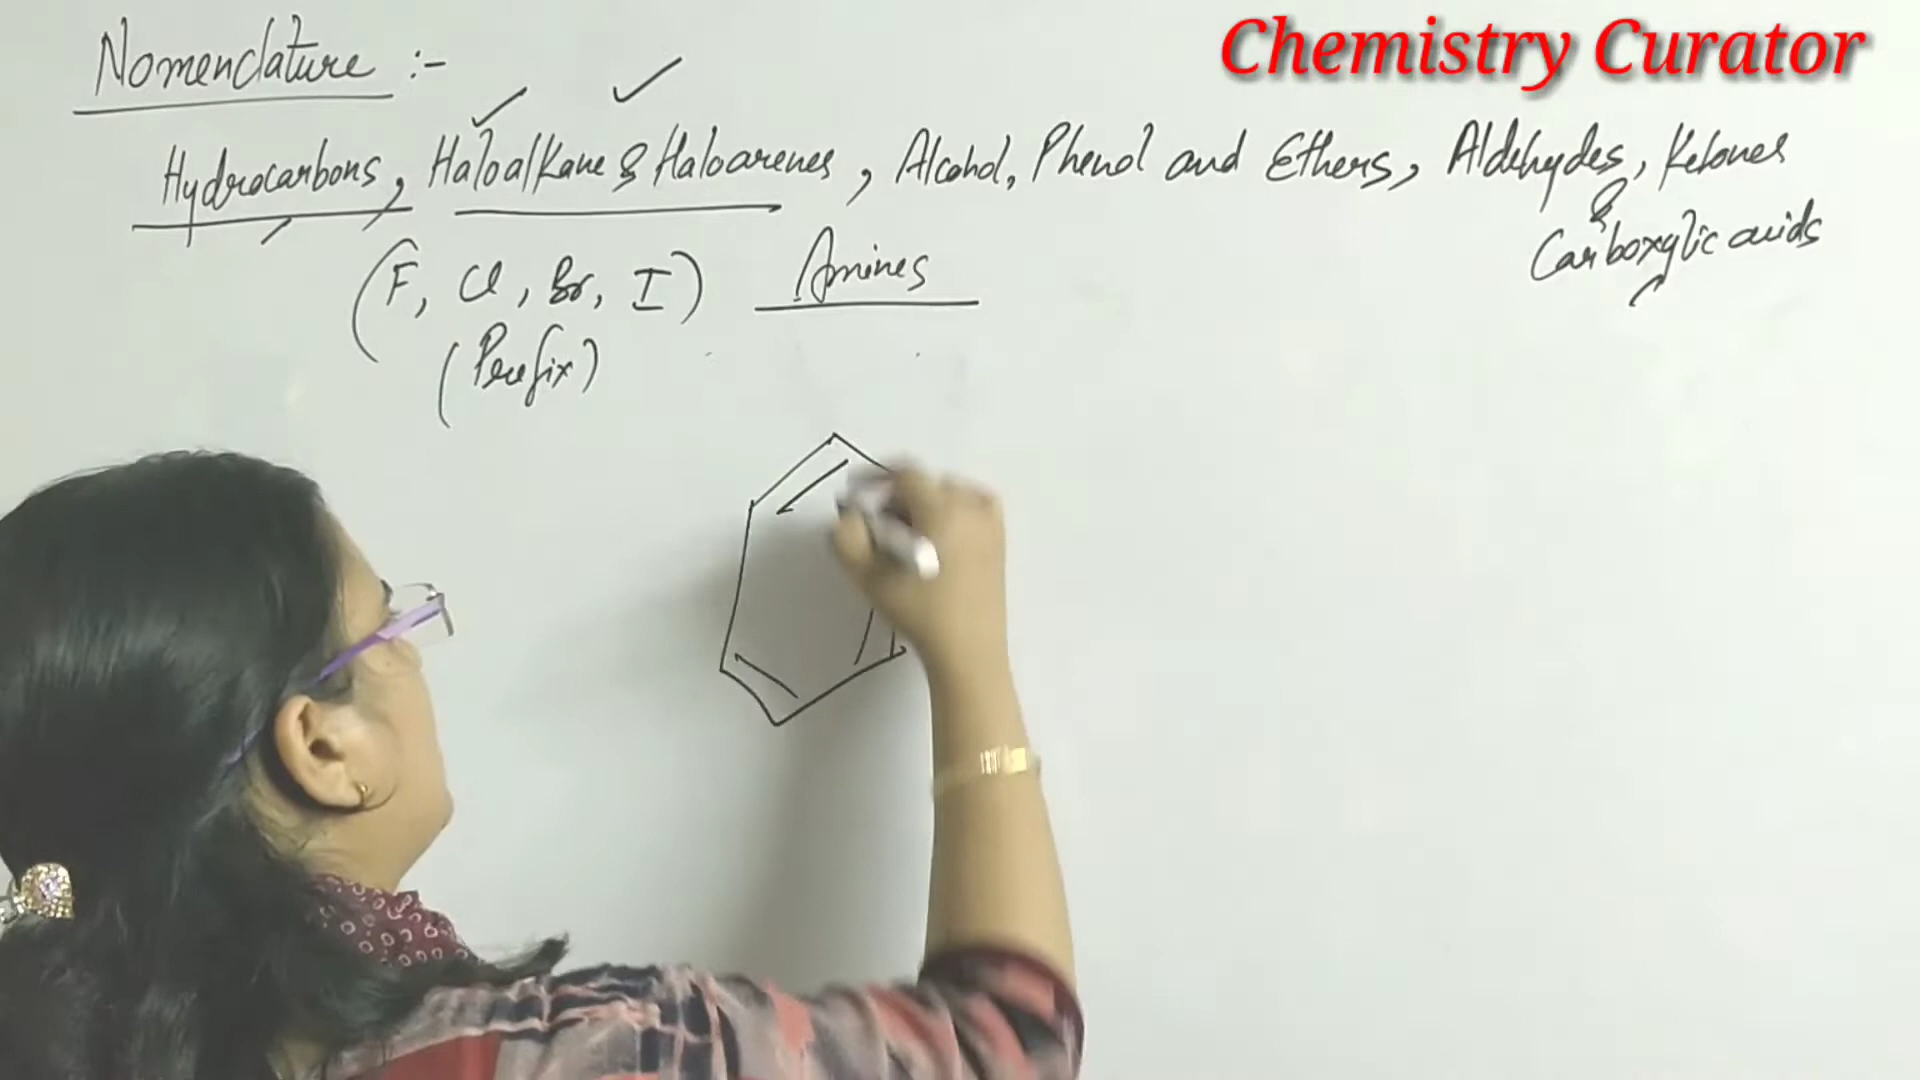 Chemistry Curator
Nomenclature :-
Hydrocarbons, Haloalkane & Haloarenes, Alcohol, Phenol and Ethers, Aldehydes, Ketones
& Carboxylic acids
(F, Cl, Br, I) Amines
(Prefix)